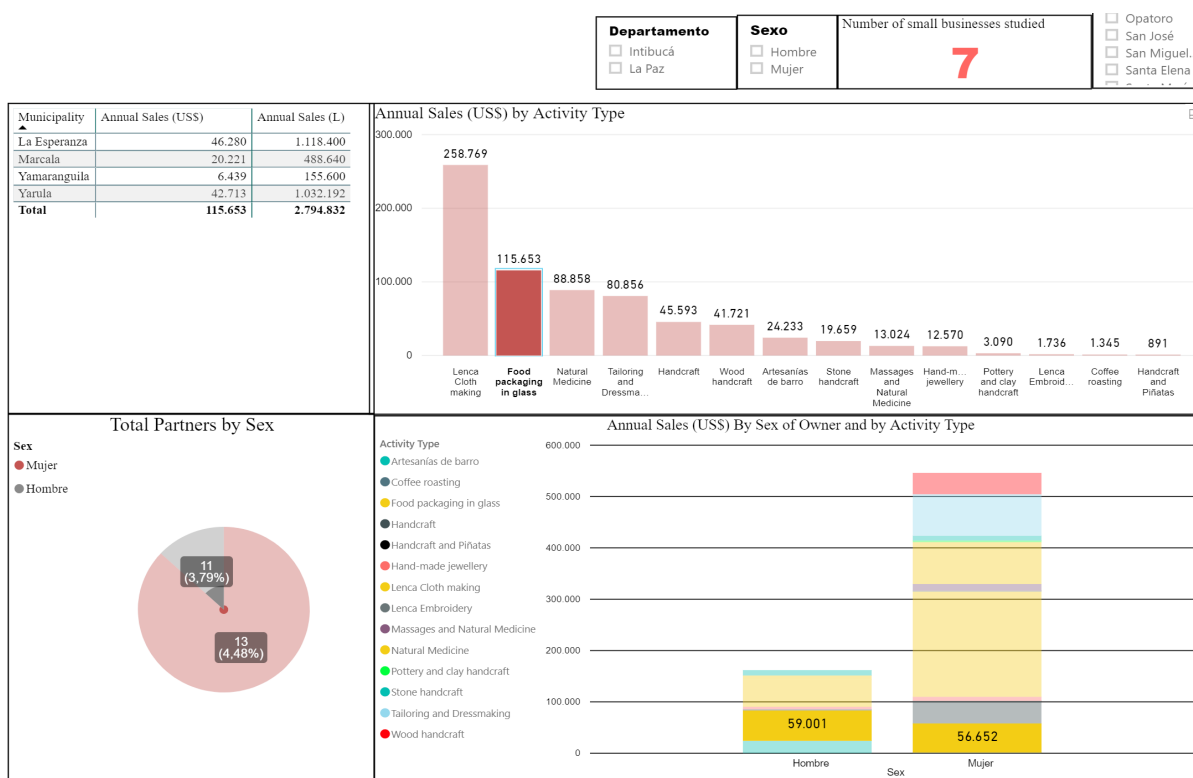 Departamento
Intibucá
La Paz
Sexo
Hombre
Mujer
Number of small businesses studied
7
Opatoro
San José
San Miguel.
Santa Elena
Municipality Annual Sales (US$) Annual Sales (L)
La Esperanza 46.280 1.118.400
Marcala 20.221 488.640
Yamaranguila 6.439 155.600
Yarula 42.713 1.032.192
Total 115.653 2.794.832
Annual Sales (US$) by Activity Type
300.000
200.000
100.000
0
258.769
115.653
88.858
80.856
45.593
41.721
24.233
19.659
13.024
12.570
3.090
1.736
1.345
891
Lenca
Cloth
making
Food
packaging
in glass
Natural
Medicine
Tailoring
and
Dressma...
Handcraft
Wood
handcraft
Artesanías
de barro
Stone
handcraft
Massages
and
Natural
Medicine
Hand-m...
jewellery
Pottery
and clay
handcraft
Lenca
Embroid...
Coffee
roasting
Handcraft
and
Piñatas
Total Partners by Sex
Sex
Mujer
Hombre
11
(3,79%)
13
(4,48%)
Annual Sales (US$) By Sex of Owner and by Activity Type
Activity Type
Artesanías de barro
Coffee roasting
Food packaging in glass
Handcraft
Handcraft and Piñatas
Hand-made jewellery
Lenca Cloth making
Lenca Embroidery
Massages and Natural Medicine
Natural Medicine
Pottery and clay handcraft
Stone handcraft
Tailoring and Dressmaking
Wood handcraft
600.000
500.000
400.000
300.000
200.000
100.000
0
59.001
56.652
Hombre
Mujer
Sex